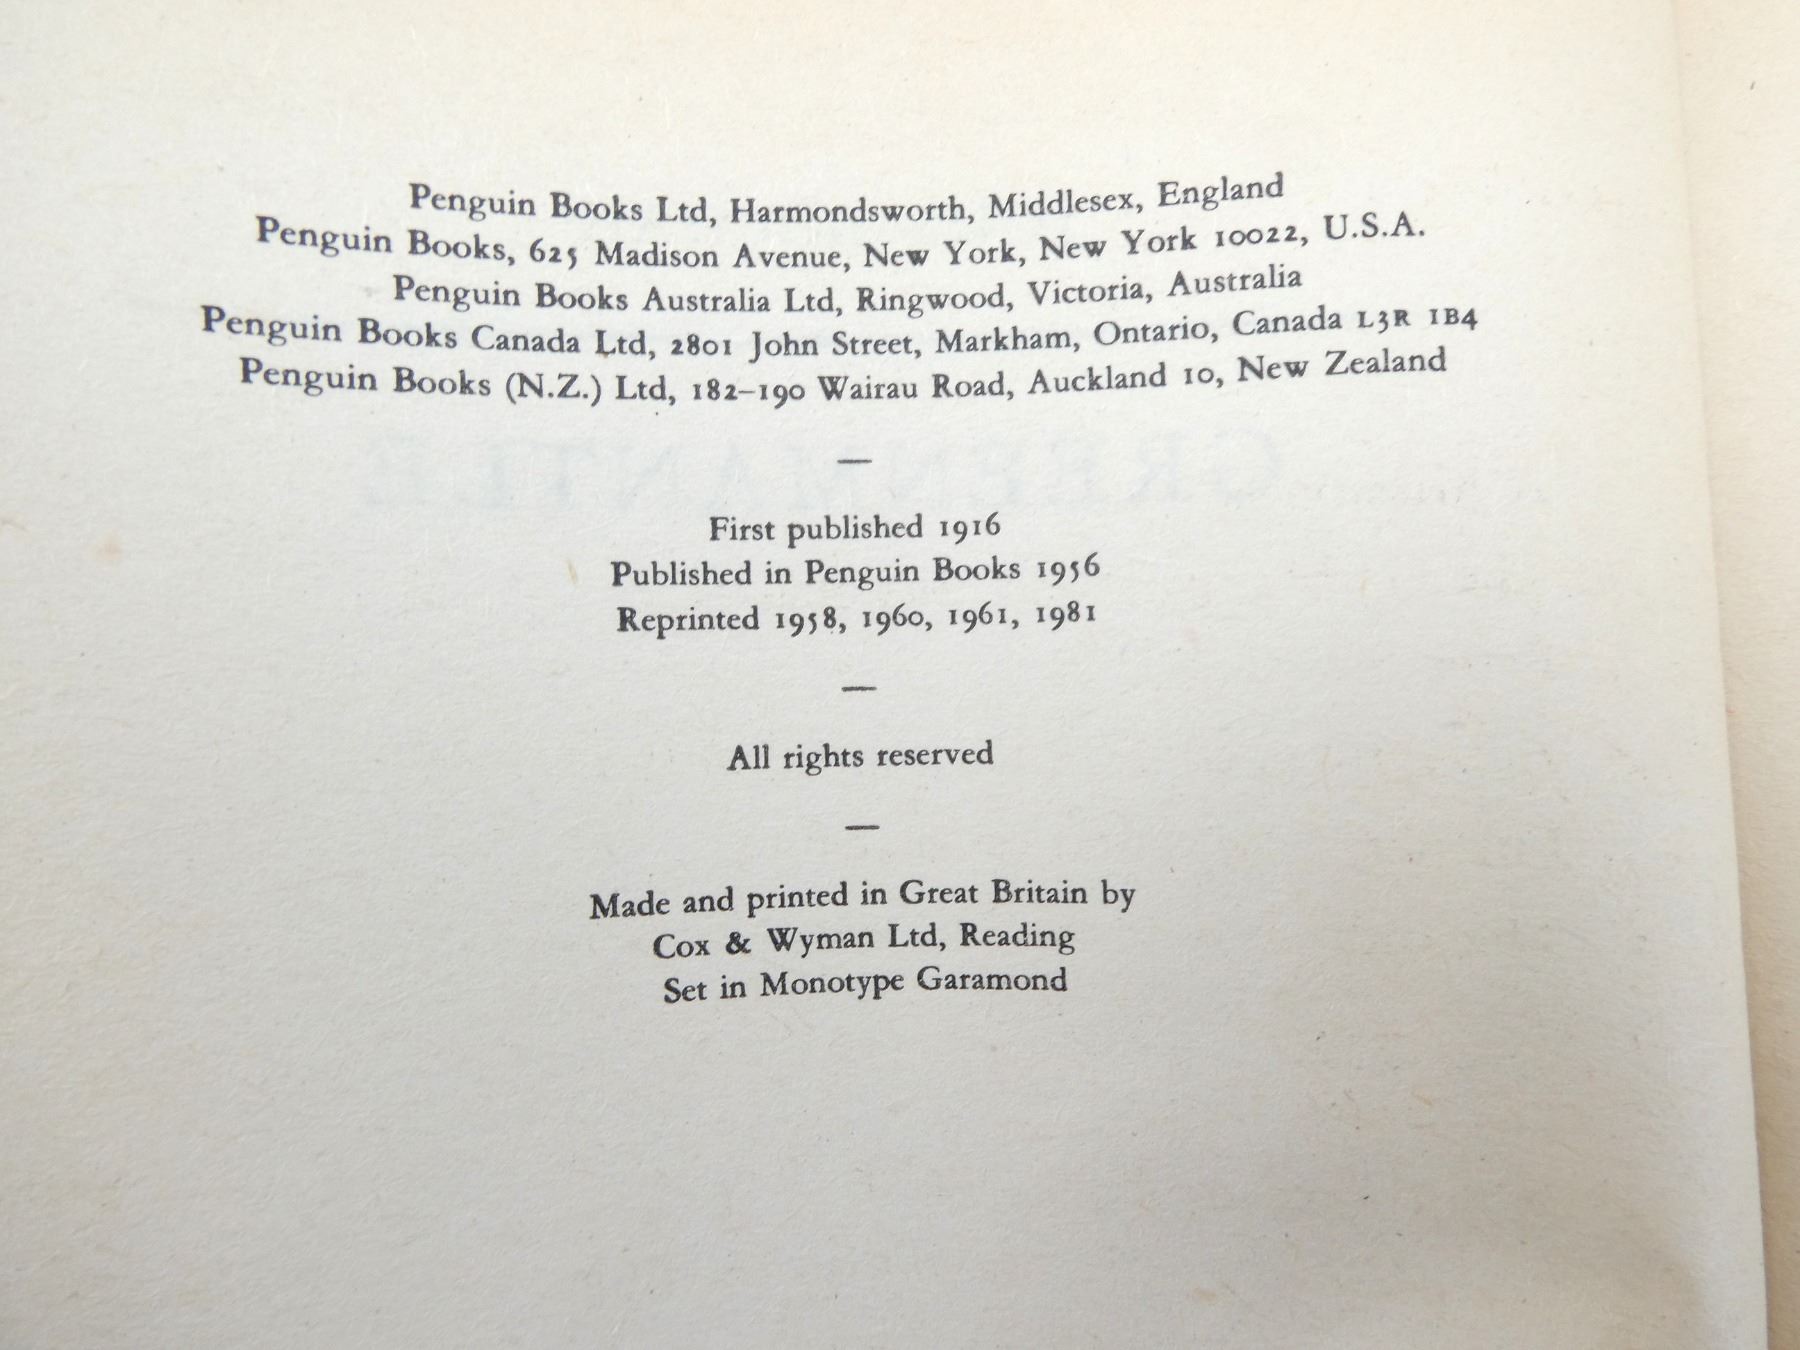 Penguin Books Ltd, Harmondsworth, Middlesex, England
Penguin Books, 625 Madison Avenue, New York, New York 10022, U.S.A.
Penguin Books Australia Ltd, Ringwood, Victoria, Australia
Penguin Books Canada Ltd, 2801 John Street, Markham, Ontario, Canada L3R 1B4
Penguin Books (N.Z.) Ltd, 182–190 Wairau Road, Auckland 10, New Zealand
—
First published 1916
Published in Penguin Books 1956
Reprinted 1958, 1960, 1961, 1981
—
All rights reserved
—
Made and printed in Great Britain by
Cox & Wyman Ltd, Reading
Set in Monotype Garamond